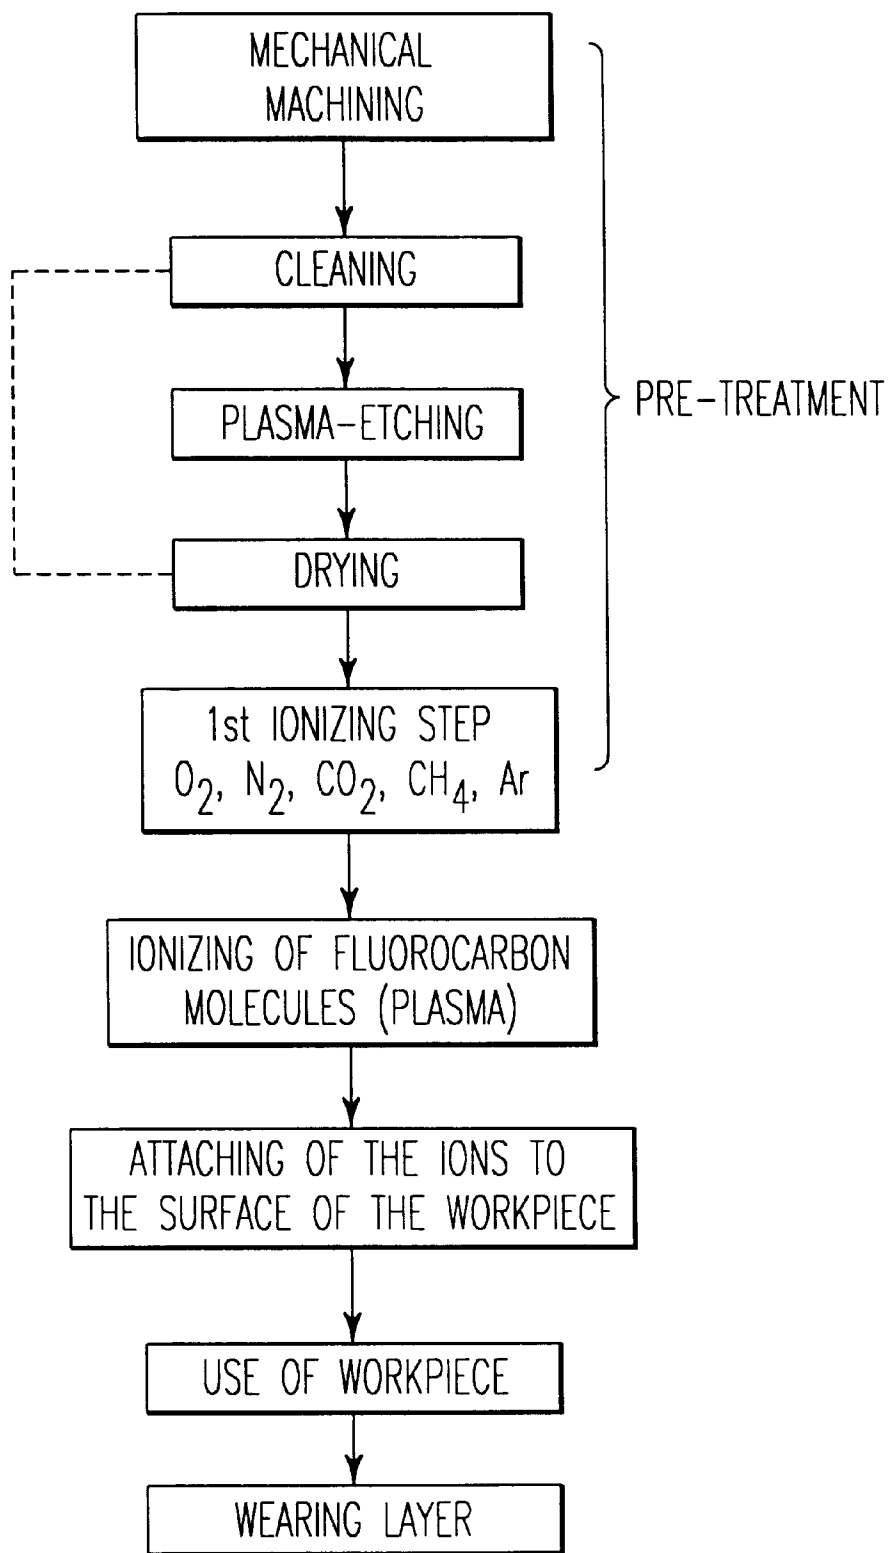 MECHANICAL
MACHINING
CLEANING
PLASMA-ETCHING
PRE-TREATMENT
DRYING
1st IONIZING STEP
O2, N2, CO2, CH4, Ar
IONIZING OF FLUOROCARBON
MOLECULES (PLASMA)
ATTACHING OF THE IONS TO
THE SURFACE OF THE WORKPIECE
USE OF WORKPIECE
WEARING LAYER